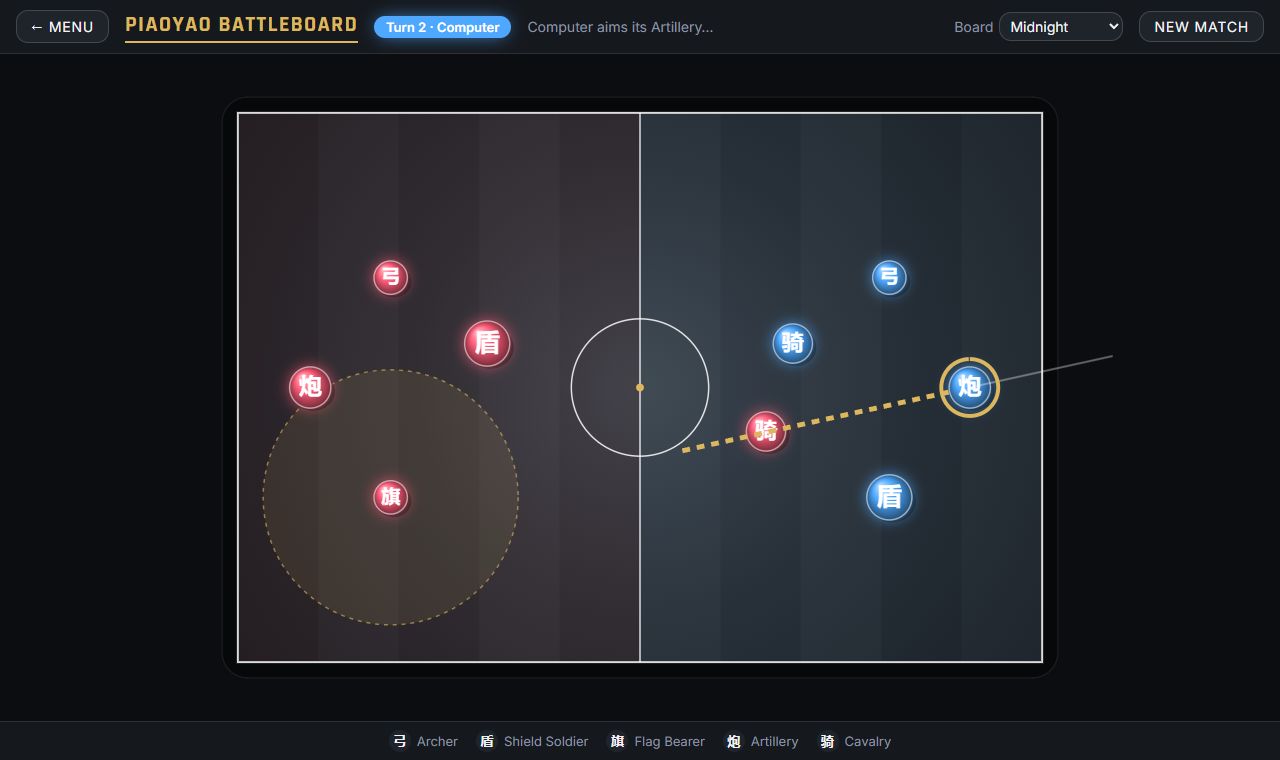 ← MENU
PIAOYAO BATTLEBOARD
Turn 2 · Computer
Computer aims its Artillery...
Board
Midnight
NEW MATCH
弓
弓
盾
骑
炮
炮
骑
旗
盾
弓 Archer
盾 Shield Soldier
旗 Flag Bearer
炮 Artillery
骑 Cavalry